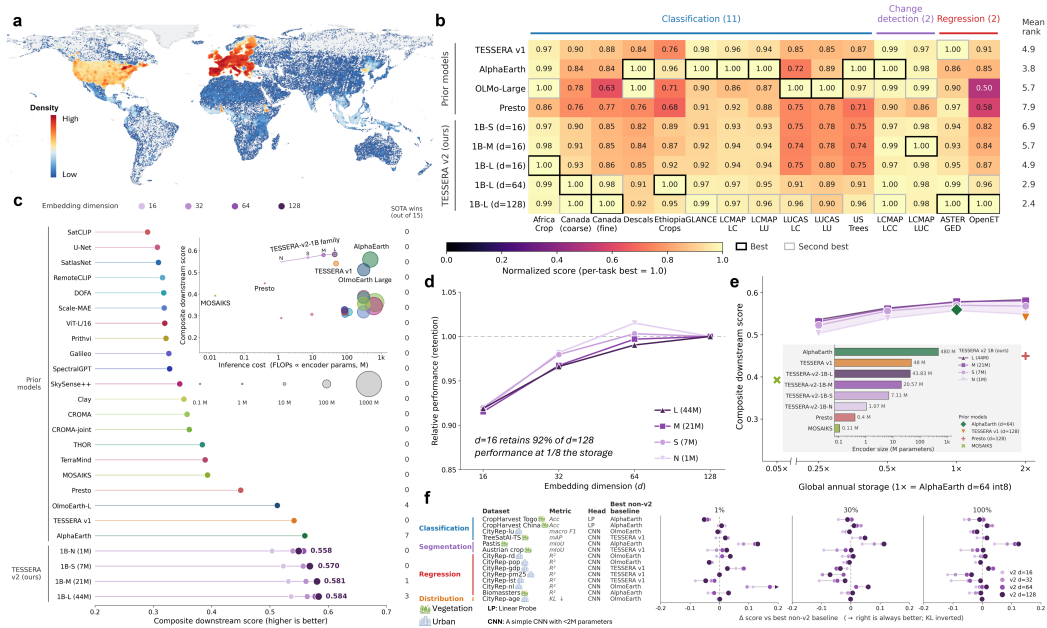 a
Density
High
Low
b
Classification (11)
Change
detection (2)
Regression (2)
Mean
rank
Prior models
TESSERA v1 0.97 0.90 0.88 0.84 0.76 0.98 0.96 0.94 0.85 0.85 0.87 0.99 0.97 1.00 0.91 4.9
AlphaEarth 0.99 0.84 0.84 1.00 0.96 1.00 1.00 1.00 0.72 0.89 1.00 1.00 0.98 0.86 0.85 3.8
OLMo-Large 1.00 0.78 0.63 1.00 0.71 0.90 0.86 0.87 1.00 1.00 0.85 0.99 0.98 0.90 0.50 5.7
Presto 0.86 0.76 0.77 0.76 0.68 0.91 0.92 0.88 0.75 0.78 0.71 0.90 0.86 0.97 0.58 7.9
TESSERA v2 (ours)
1B-S (d=16) 0.97 0.90 0.85 0.84 0.89 0.91 0.93 0.93 0.75 0.78 0.75 0.97 0.98 0.94 0.82 6.9
1B-M (d=16) 0.98 0.91 0.85 0.84 0.92 0.92 0.94 0.93 0.74 0.78 0.74 0.98 1.00 0.93 0.84 5.7
1B-L (d=16) 1.00 0.93 0.86 0.85 0.92 0.94 0.94 0.94 0.74 0.80 0.75 0.99 0.98 0.95 0.87 4.9
1B-L (d=64) 0.99 1.00 0.98 0.91 1.00 0.97 0.97 0.95 0.91 0.89 0.91 0.99 0.98 0.99 0.96 2.9
1B-L (d=128) 0.99 1.00 1.00 0.95 0.96 0.98 0.96 0.96 0.92 0.90 0.96 0.99 0.98 1.00 1.00 2.4
Africa Canada Canada Descals Ethiopia GLANCE LCMAP LCMAP LUCAS LUCAS US LCMAP LCMAP ASTER OpenET
Crop (coarse) (fine) Crops LC LU LC LU Trees LCC LUC GED
0.0 0.2 0.4 0.6 0.8 1.0
Normalized score (per-task best = 1.0)
Best
Second best
c
Embedding dimension 16 32 64 128
SOTA wins
(out of 15)
Prior models
SatCLIP 0
U-Net 0
SatlasNet 0
RemoteCLIP 0
DOFA 0
Scale-MAE 0
ViT-L/16 0
Prithvi 0
Galileo 0
SpectralGPT 0
SkySense++ 0
Clay 0
CROMA 0
CROMA-joint 0
THOR 0
TerraMind 0
MOSAIKS 0
Presto 0
OlmoEarth-L 4
TESSERA v1 0
AlphaEarth 7
TESSERA
v2 (ours)
1B-N (1M) 0.558 0
1B-S (7M) 0.570 0
1B-M (21M) 0.581 1
1B-L (44M) 0.584 3
0.2 0.3 0.4 0.5 0.6 0.7
Composite downstream score (higher is better)
Composite downstream score
0.6
0.5
0.4
0.3
0.2
TESSERA-v2-1B family
N S M L
AlphaEarth
TESSERA v1
OlmoEarth Large
Presto
MOSAIKS
Inference cost (FLOPs ∝ encoder params, M)
0.1 M 1 M 10 M 100 M 1000 M
d
Relative performance (retention)
1.05
1.00
0.95
0.90
0.85
L (44M)
M (21M)
S (7M)
N (1M)
d=16 retains 92% of d=128
performance at 1/8 the storage
16 32 64 128
Embedding dimension (d)
e
Composite downstream score
0.6
0.5
0.4
0.3
AlphaEarth 480 M
TESSERA v1 48 M
TESSERA-v2-1B-L 43.83 M
TESSERA-v2-1B-M 20.57 M
TESSERA-v2-1B-S 7.11 M
TESSERA-v2-1B-N 1.07 M
Presto 0.4 M
MOSAIKS 0.11 M
Encoder size (M parameters)
TESSERA-v2 1B (ours)
L (44M)
M (21M)
S (7M)
N (1M)
Prior models
AlphaEarth (d=64)
TESSERA v1 (d=128)
Presto (d=128)
MOSAIKS
0.05× 0.25× 0.5× 1× 2×
Global annual storage (1× = AlphaEarth d=64 int8)
f
Dataset Metric Head Best non-v2
baseline
Classification
CropHarvest Togo Acc LP AlphaEarth
CropHarvest China Acc LP AlphaEarth
CityRep-lu macro F1 CNN OlmoEarth
TreeSatAI-TS mAP CNN TESSERA v1
Segmentation
Pastis mIoU CNN AlphaEarth
Austrian crop mIoU CNN TESSERA v1
Regression
CityRep-rd R² CNN OlmoEarth
CityRep-pop R² CNN OlmoEarth
CityRep-gdp R² CNN TESSERA v1
CityRep-pm25 R² CNN TESSERA v1
CityRep-lst R² CNN TESSERA v1
CityRep-nl R² CNN OlmoEarth
Biomassters R² CNN AlphaEarth
Distribution
CityRep-age KL ↓ CNN OlmoEarth
Vegetation
Urban
LP: Linear Probe
CNN: A simple CNN with <2M parameters
1% 30% 100%
v2 d=16
v2 d=32
v2 d=64
v2 d=128
−0.2 −0.1 0.0 0.1 0.2
Δ score vs best non-v2 baseline (→ right is always better; KL inverted)